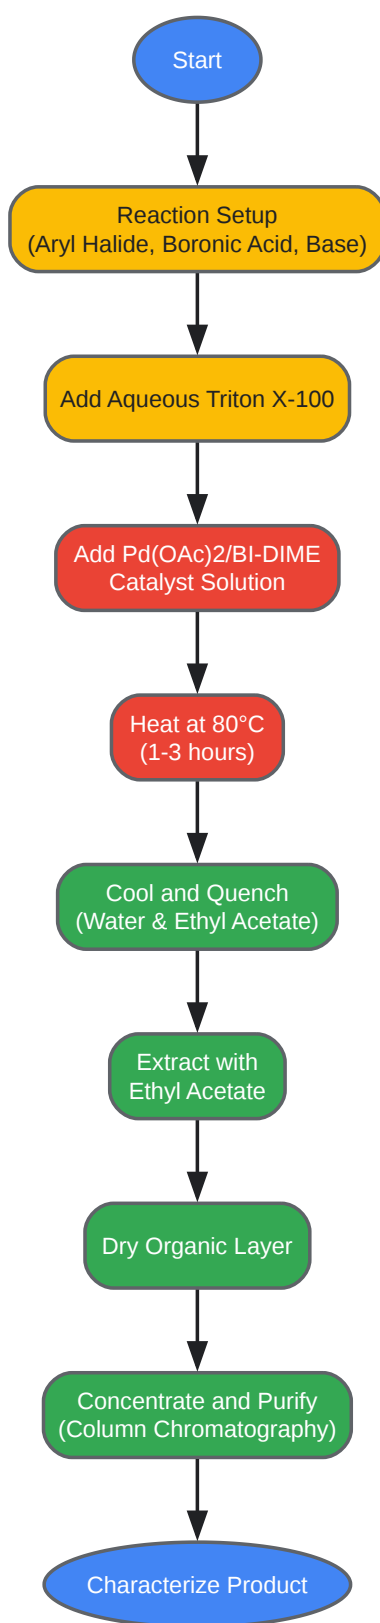 Start
Reaction Setup
(Aryl Halide, Boronic Acid, Base)
Add Aqueous Triton X-100
Add Pd(OAc)2/BI-DIME
Catalyst Solution
Heat at 80°C
(1-3 hours)
Cool and Quench
(Water & Ethyl Acetate)
Extract with
Ethyl Acetate
Dry Organic Layer
Concentrate and Purify
(Column Chromatography)
Characterize Product